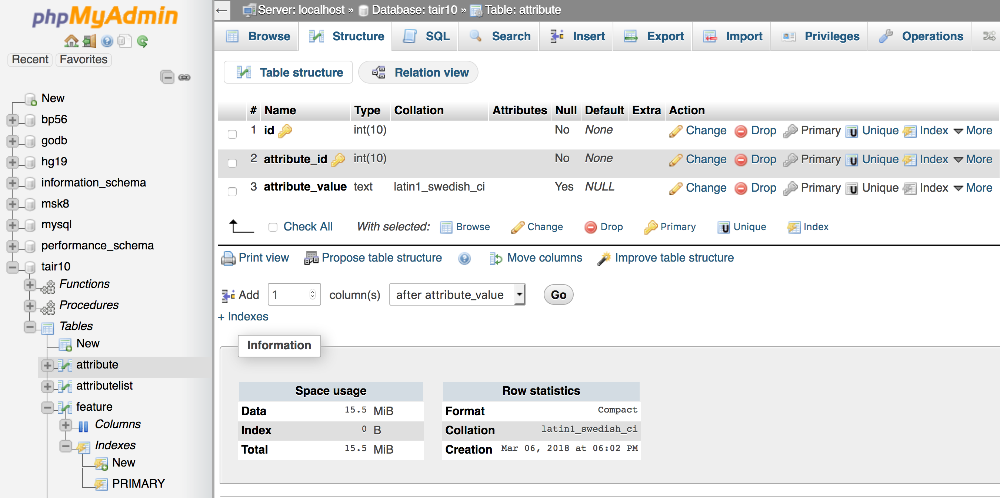 phpMyAdmin
Recent Favorites
New
bp56
godb
hg19
information_schema
msk8
mysql
performance_schema
tair10
Functions
Procedures
Tables
New
attribute
attributelist
feature
Columns
Indexes
New
PRIMARY
Server: localhost » Database: tair10 » Table: attribute
Browse Structure SQL Search Insert Export Import Privileges Operations
Table structure Relation view
# Name Type Collation Attributes Null Default Extra Action
1 id int(10) No None Change Drop Primary Unique Index More
2 attribute_id int(10) No None Change Drop Primary Unique Index More
3 attribute_value text latin1_swedish_ci Yes NULL Change Drop Primary Unique Index More
Check All With selected: Browse Change Drop Primary Unique Index
Print view Propose table structure Move columns Improve table structure
Add 1 column(s) after attribute_value Go
+ Indexes
Information
Space usage
Data 15.5 MiB
Index 0 B
Total 15.5 MiB
Row statistics
Format Compact
Collation latin1_swedish_ci
Creation Mar 06, 2018 at 06:02 PM